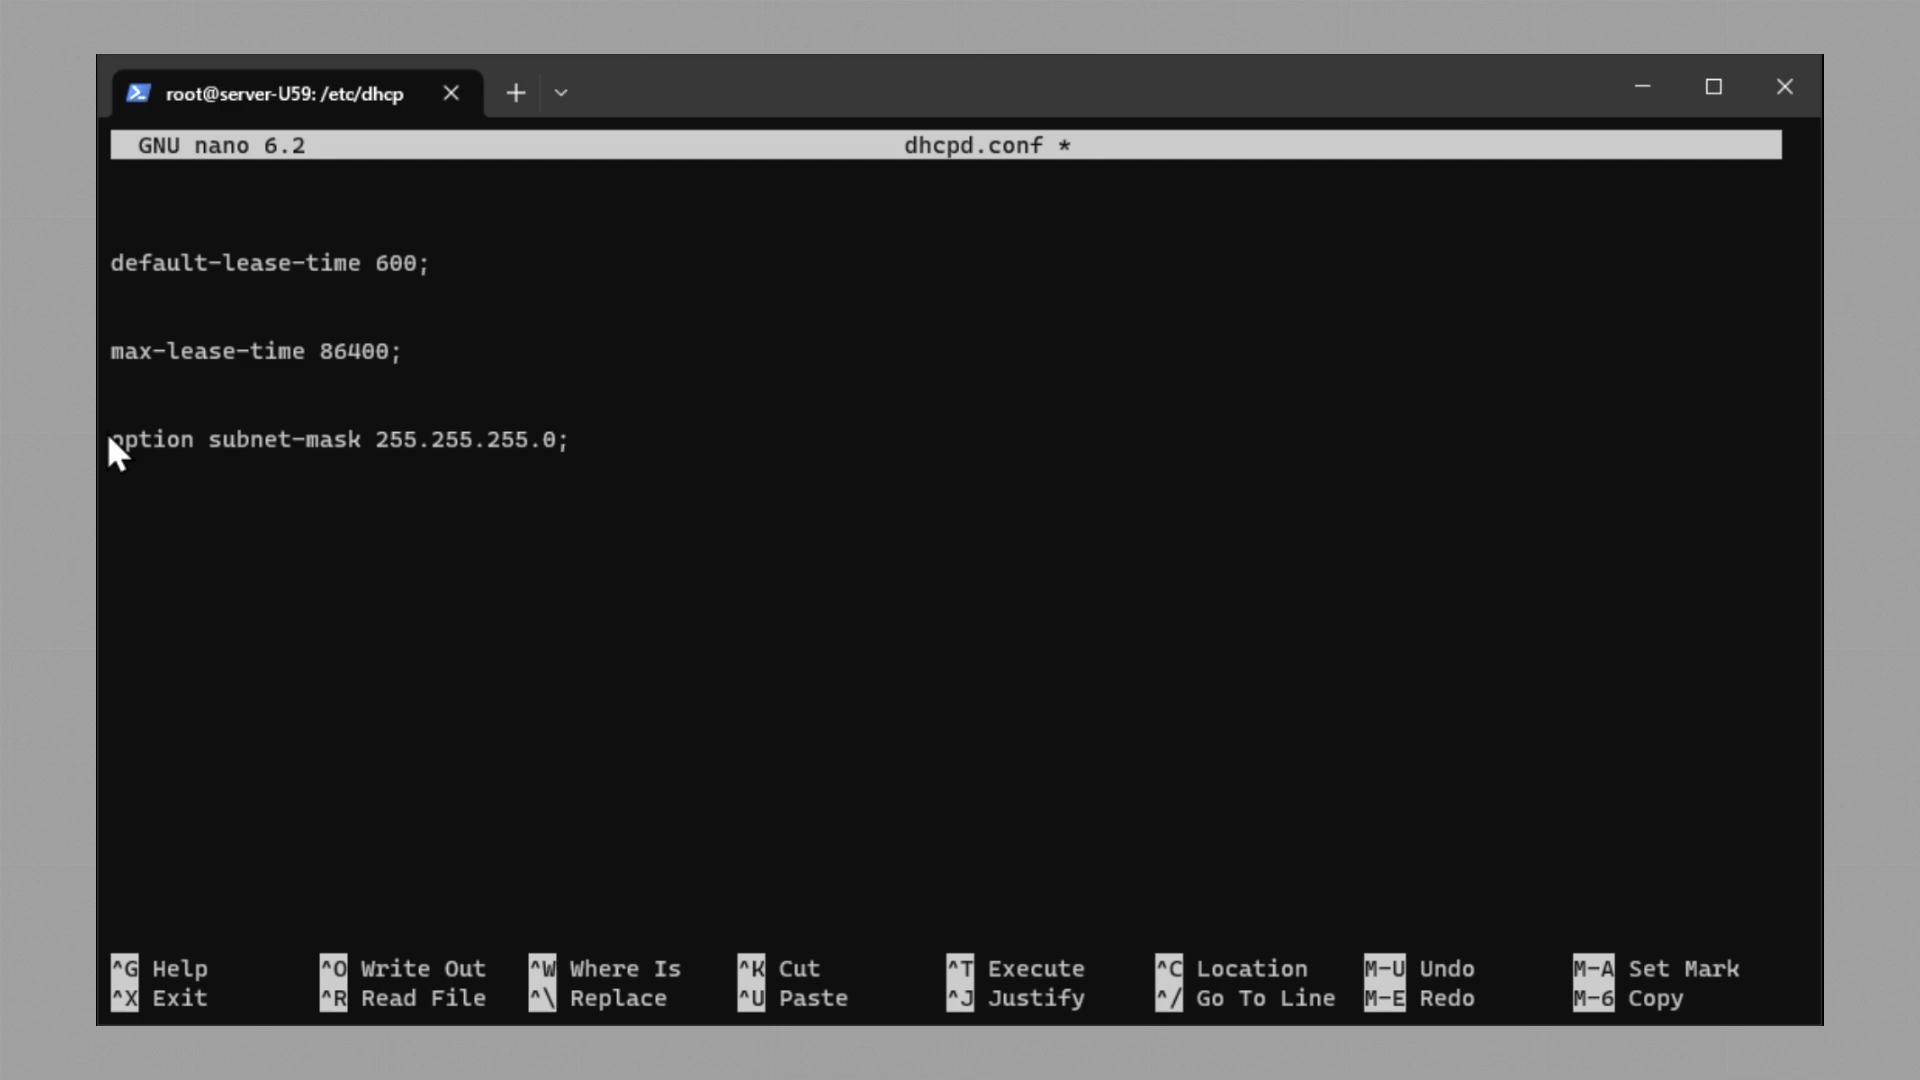 root@server-U59: /etc/dhcp
GNU nano 6.2 dhcpd.conf *
default-lease-time 600;
max-lease-time 86400;
option subnet-mask 255.255.255.0;
^G Help ^O Write Out ^W Where Is ^K Cut ^T Execute ^C Location M-U Undo M-A Set Mark
^X Exit ^R Read File ^\ Replace ^U Paste ^J Justify ^/ Go To Line M-E Redo M-6 Copy